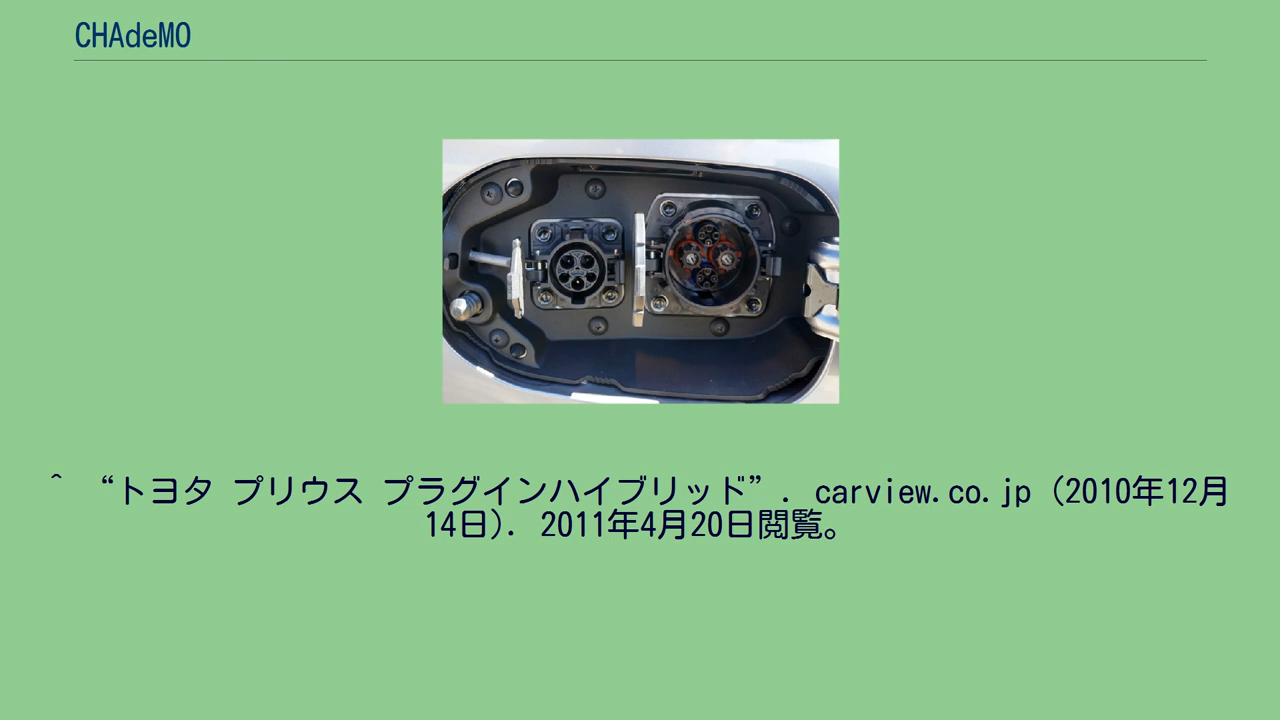 CHAdeMO
^ “トヨタ プリウス プラグインハイブリッド”. carview.co.jp (2010年12月
14日). 2011年4月20日閲覧。